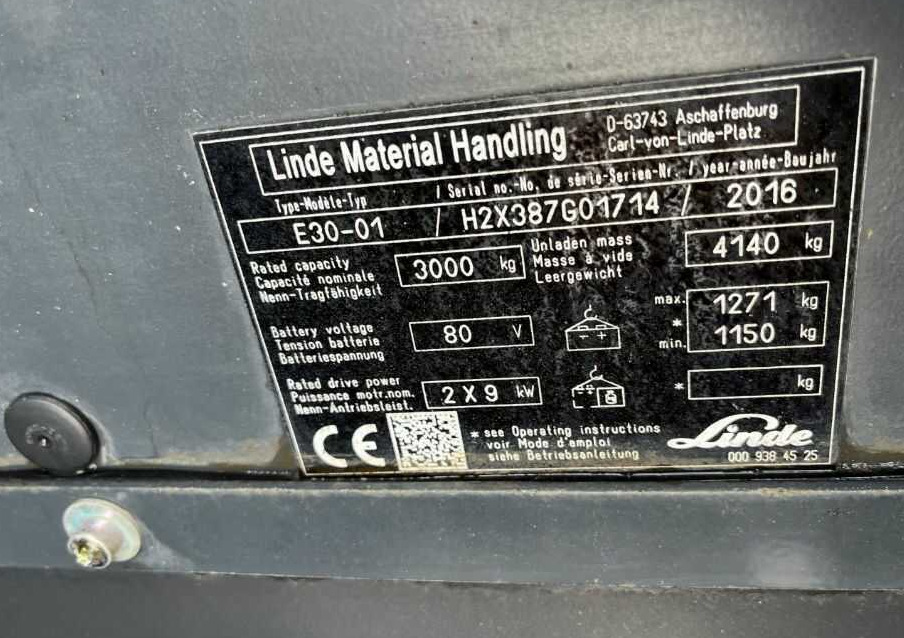 Linde Material Handling
D-63743 Aschaffenburg
Carl-von-Linde-Platz
Type-Modèle-Typ / Serial no.-No. de série-Serien-Nr. / year-année-Baujahr
E30-01 / H2X387G01714 / 2016
Rated capacity
Capacité nominale
Nenn-Tragfähigkeit
3000 kg
Unladen mass
Masse à vide
Leergewicht
4140 kg
Battery voltage
Tension batterie
Batteriespannung
80 V
- +
max. 1271 kg
*
min. 1150 kg
Rated drive power
Puissance motr.nom.
Nenn-Antriebsleist.
2 X 9 kW
* kg
CE
* see Operating instructions
voir Mode d'emploi
siehe Betriebsanleitung
Linde
000 938 45 25